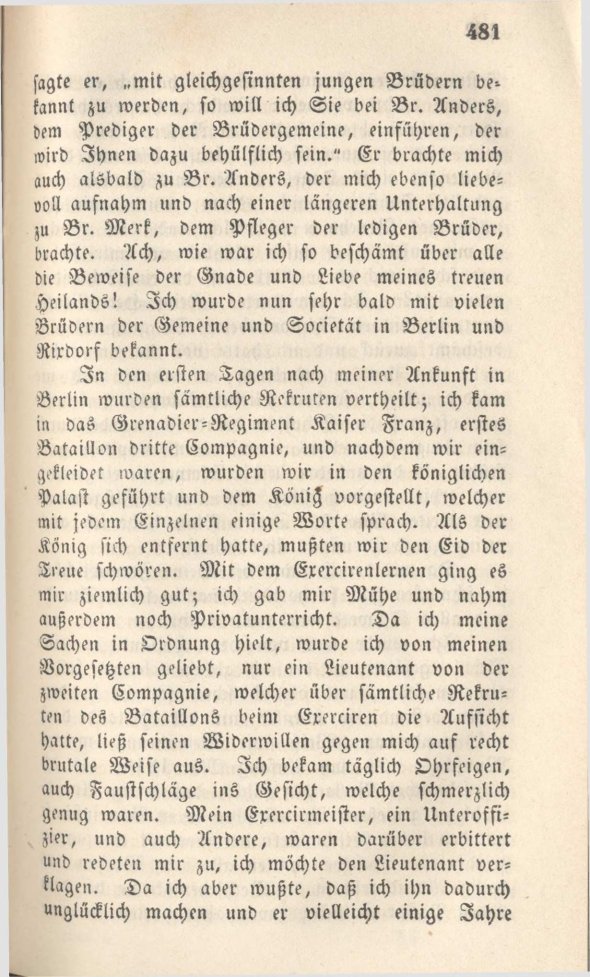 481
sagte er, „mit gleichgesinnten jungen Brüdern be-
kannt zu werden, so will ich Sie bei Br. Anders,
dem Prediger der Brüdergemeine, einführen, der
wird Ihnen dazu behülflich sein.“ Er brachte mich
auch alsbald zu Br. Anders, der mich ebenso liebe-
voll aufnahm und nach einer längeren Unterhaltung
zu Br. Merk, dem Pfleger der ledigen Brüder,
brachte. Ach, wie war ich so beschämt über alle
die Beweise der Gnade und Liebe meines treuen
Heilands! Ich wurde nun sehr bald mit vielen
Brüdern der Gemeine und Societät in Berlin und
Rixdorf bekannt.
In den ersten Tagen nach meiner Ankunft in
Berlin wurden sämtliche Rekruten vertheilt; ich kam
in das Grenadier-Regiment Kaiser Franz, erstes
Bataillon dritte Compagnie, und nachdem wir ein-
gekleidet waren, wurden wir in den königlichen
Palast geführt und dem König vorgestellt, welcher
mit jedem Einzelnen einige Worte sprach. Als der
König sich entfernt hatte, mußten wir den Eid der
Treue schwören. Mit dem Exercirenlernen ging es
mir ziemlich gut; ich gab mir Mühe und nahm
außerdem noch Privatunterricht. Da ich meine
Sachen in Ordnung hielt, wurde ich von meinen
Vorgesetzten geliebt, nur ein Lieutenant von der
zweiten Compagnie, welcher über sämtliche Rekru-
ten des Bataillons beim Exerciren die Aufsicht
hatte, ließ seinen Widerwillen gegen mich auf recht
brutale Weise aus. Ich bekam täglich Ohrfeigen,
auch Faustschläge ins Gesicht, welche schmerzlich
genug waren. Mein Exercirmeister, ein Unteroffi-
zier, und auch Andere, waren darüber erbittert
und redeten mir zu, ich möchte den Lieutenant ver-
klagen. Da ich aber wußte, daß ich ihn dadurch
unglücklich machen und er vielleicht einige Jahre